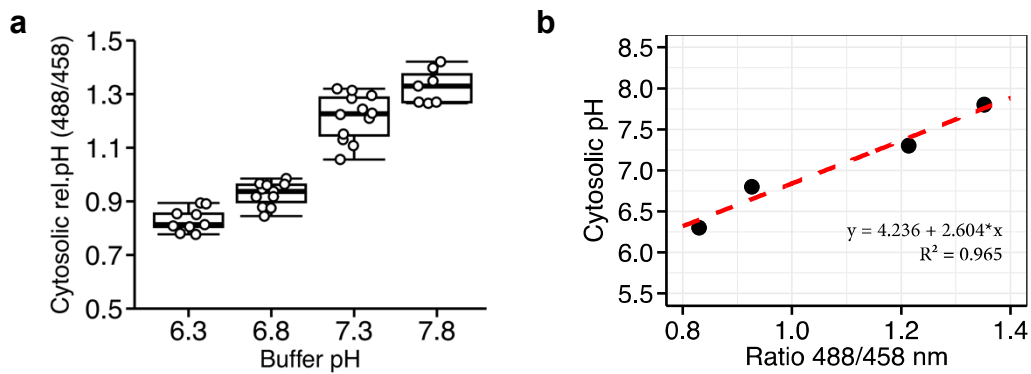 a
Cytosolic rel.pH (488/458)
1.5
1.3
1.1
0.9
0.7
0.5
6.3 6.8 7.3 7.8
Buffer pH
b
Cytosolic pH
8.5
8.0
7.5
7.0
6.5
6.0
5.5
y = 4.236 + 2.604*x
R² = 0.965
0.8 1.0 1.2 1.4
Ratio 488/458 nm